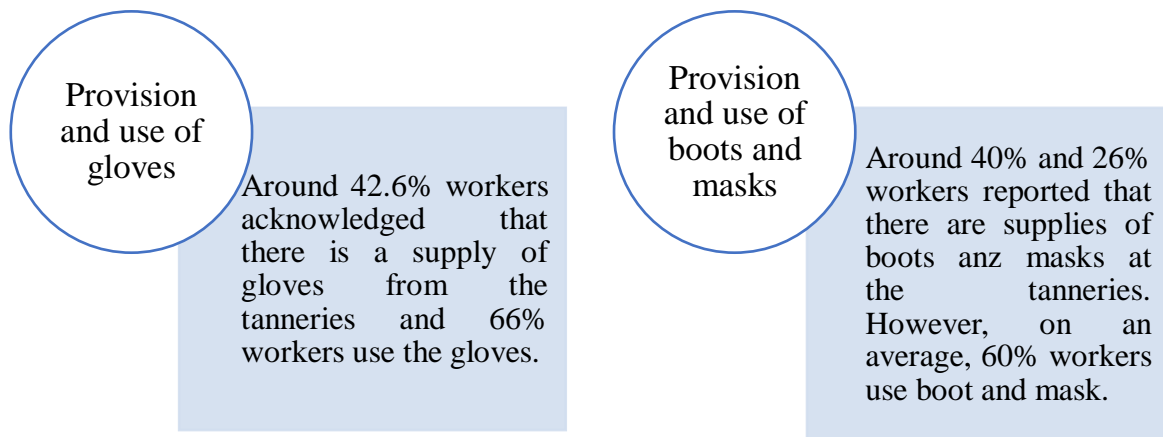 Provision
and use of
gloves
Around 42.6% workers
acknowledged that
there is a supply of
gloves from the
tanneries and 66%
workers use the gloves.
Provision
and use of
boots and
masks
Around 40% and 26%
workers reported that
there are supplies of
boots anz masks at
the tanneries.
However, on an
average, 60% workers
use boot and mask.